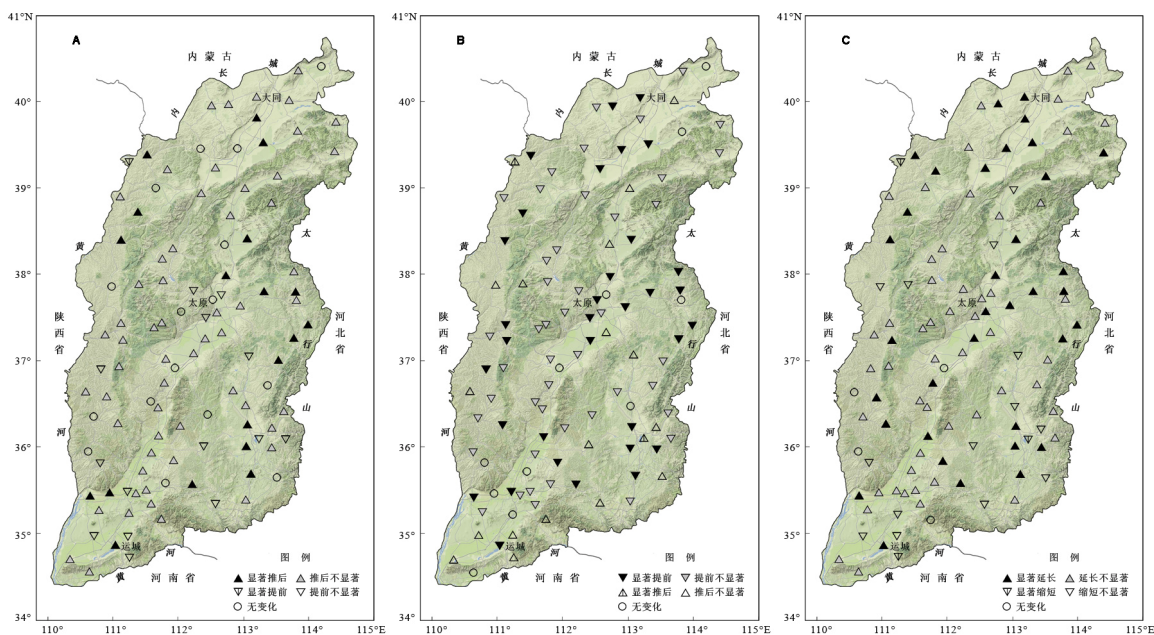 41°N
40°
39°
38°
37°
36°
35°
34°
A
内 蒙 古
长 城
内
大同
黄
太
太原
陕西省
河北省
行
山
河
运城
河
黄
河 南 省
图 例
显著推后 推后不显著
显著提前 提前不显著
无变化
110° 111° 112° 113° 114° 115°E
41°N
40°
39°
38°
37°
36°
35°
34°
B
内 蒙 古
长 城
内
大同
黄
太
太原
陕西省
河北省
行
山
河
运城
河
黄
河 南 省
图 例
显著提前 提前不显著
显著推后 推后不显著
无变化
110° 111° 112° 113° 114° 115°E
41°N
40°
39°
38°
37°
36°
35°
34°
C
内 蒙 古
长 城
内
大同
黄
太
太原
陕西省
河北省
行
山
河
运城
河
黄
河 南 省
图 例
显著延长 延长不显著
显著缩短 缩短不显著
无变化
110° 111° 112° 113° 114° 115°E